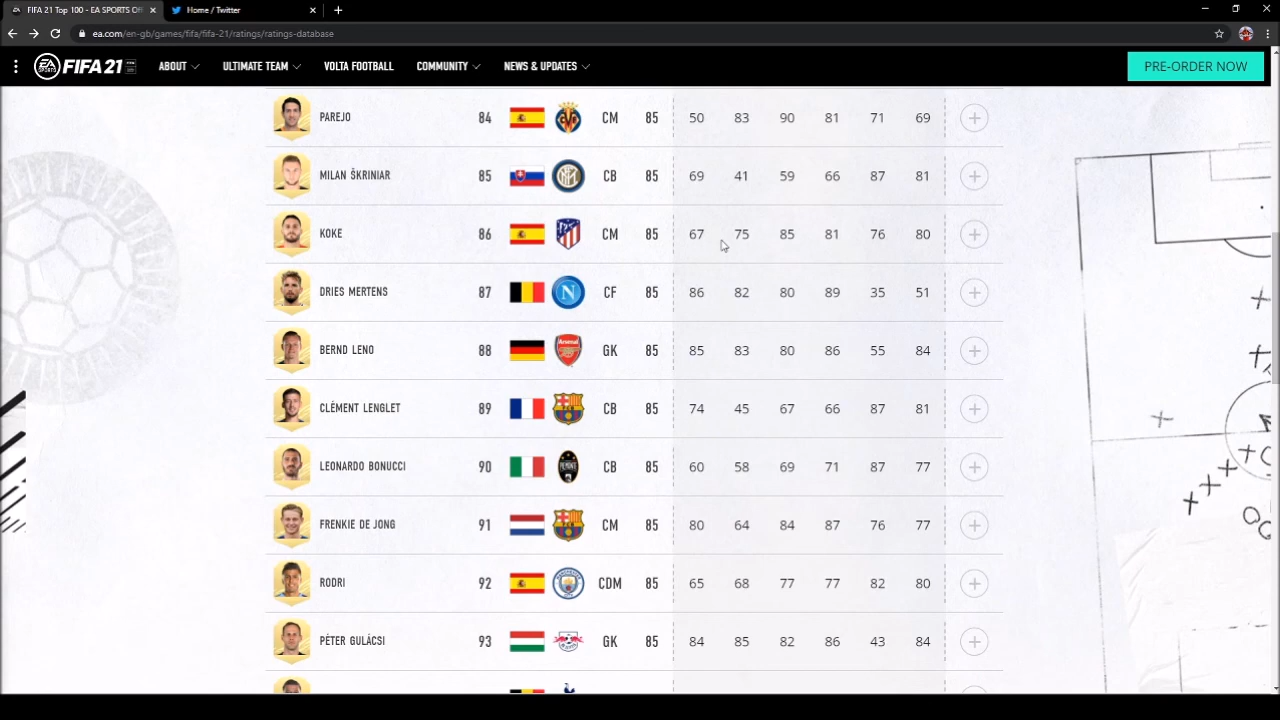 FIFA 21 Top 100 - EA SPORTS Off
Home / Twitter
ea.com/en-gb/games/fifa/fifa-21/ratings/ratings-database
EA SPORTS FIFA 21 ABOUT ULTIMATE TEAM VOLTA FOOTBALL COMMUNITY NEWS & UPDATES PRE-ORDER NOW
PAREJO 84 CM 85 50 83 90 81 71 69
MILAN ŠKRINIAR 85 CB 85 69 41 59 66 87 81
KOKE 86 CM 85 67 75 85 81 76 80
DRIES MERTENS 87 N CF 85 86 82 80 89 35 51
BERND LENO 88 Arsenal GK 85 85 83 80 86 55 84
CLÉMENT LENGLET 89 CB 85 74 45 67 66 87 81
LEONARDO BONUCCI 90 CB 85 60 58 69 71 87 77
FRENKIE DE JONG 91 CM 85 80 64 84 87 76 77
RODRI 92 CDM 85 65 68 77 77 82 80
PÉTER GULÁCSI 93 GK 85 84 85 82 86 43 84